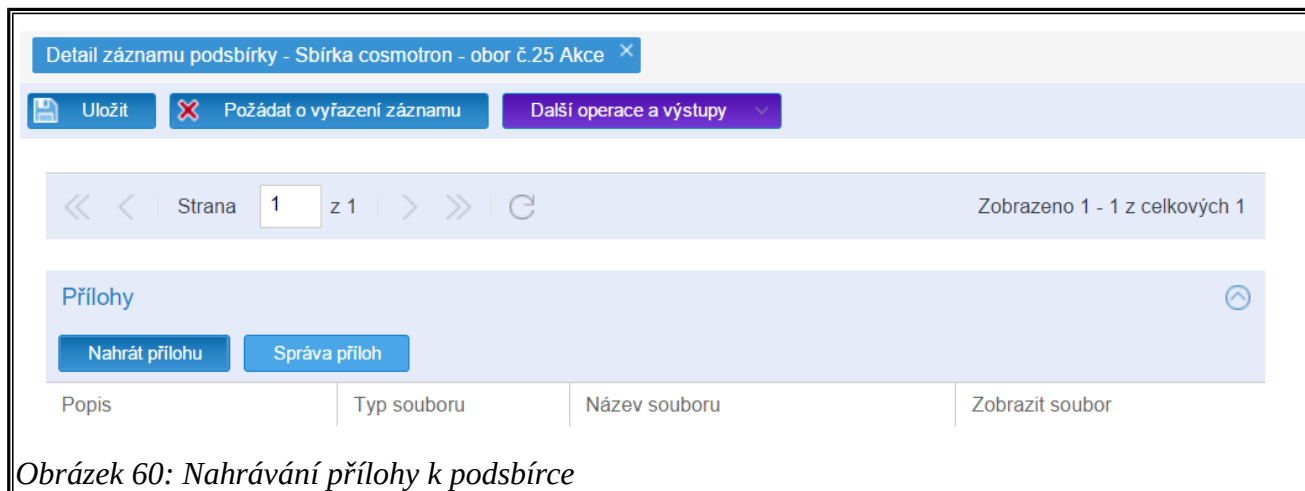 Detail záznamu podsbírky - Sbírka cosmotron - obor č.25 Akce ×
Uložit Požádat o vyřazení záznamu Další operace a výstupy
Strana 1 z 1 Zobrazeno 1 - 1 z celkových 1
Přílohy
Nahrát přílohu Správa příloh
Popis Typ souboru Název souboru Zobrazit soubor
Obrázek 60: Nahrávání přílohy k podsbírce